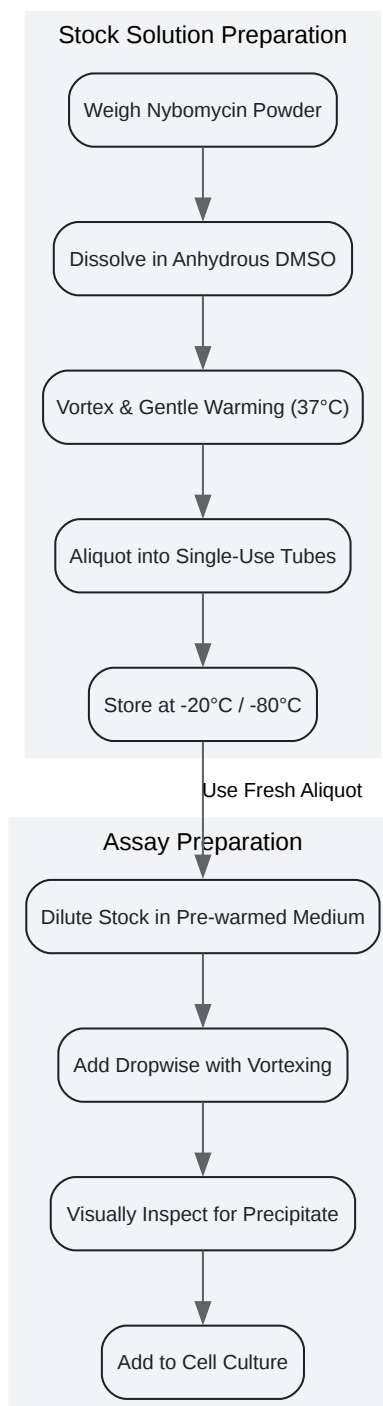 Stock Solution Preparation
Weigh Nybomycin Powder
Dissolve in Anhydrous DMSO
Vortex & Gentle Warming (37°C)
Aliquot into Single-Use Tubes
Store at -20°C / -80°C
Use Fresh Aliquot
Assay Preparation
Dilute Stock in Pre-warmed Medium
Add Dropwise with Vortexing
Visually Inspect for Precipitate
Add to Cell Culture